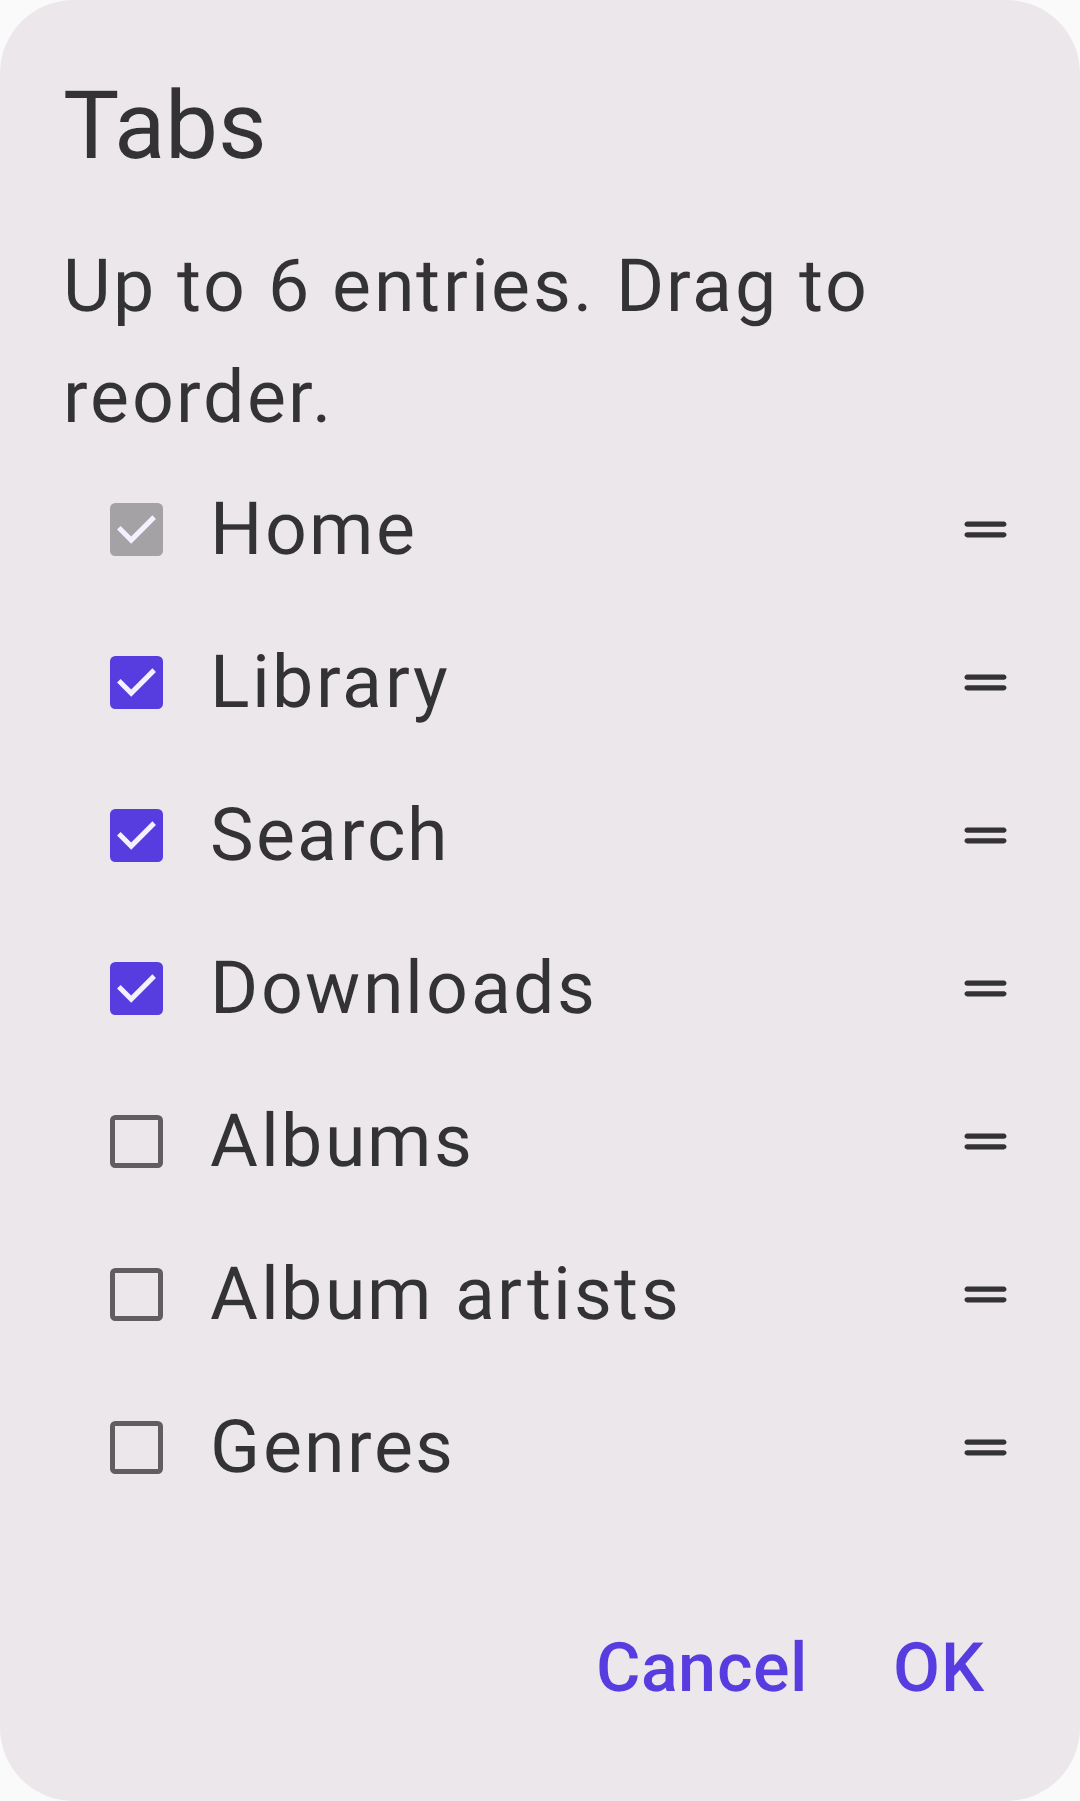 Tabs
Up to 6 entries. Drag to
reorder.
Home
Library
Search
Downloads
Albums
Album artists
Genres
Cancel OK